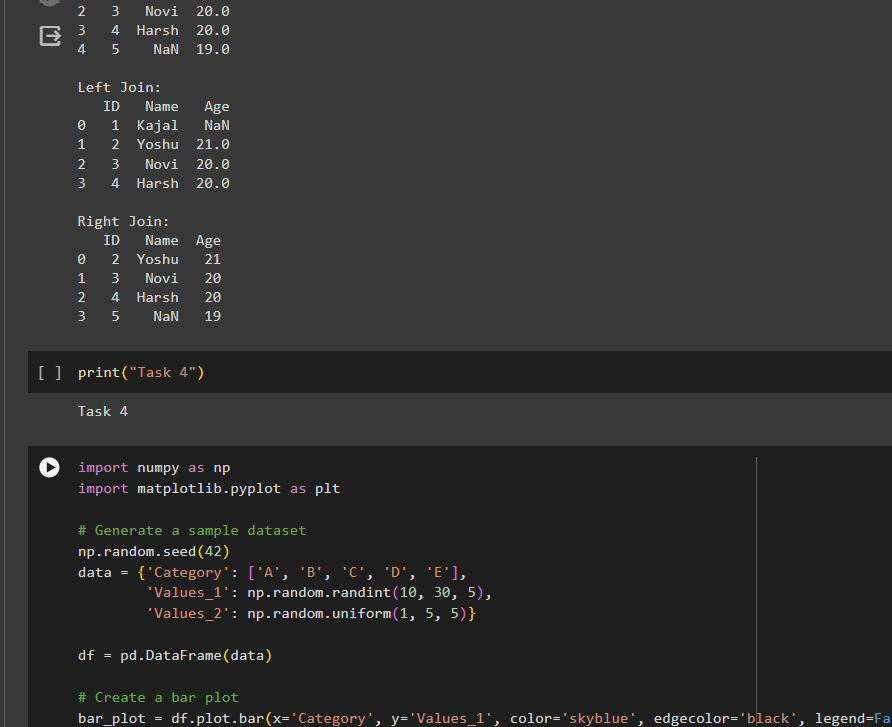 2   3   Novi  20.0
3   4  Harsh  20.0
4   5    NaN  19.0
Left Join:
   ID   Name   Age
0   1  Kajal   NaN
1   2  Yoshu  21.0
2   3   Novi  20.0
3   4  Harsh  20.0
Right Join:
   ID   Name  Age
0   2  Yoshu   21
1   3   Novi   20
2   4  Harsh   20
3   5    NaN   19
[ ] print("Task 4")
Task 4
import numpy as np
import matplotlib.pyplot as plt
# Generate a sample dataset
np.random.seed(42)
data = {'Category': ['A', 'B', 'C', 'D', 'E'],
        'Values_1': np.random.randint(10, 30, 5),
        'Values_2': np.random.uniform(1, 5, 5)}
df = pd.DataFrame(data)
# Create a bar plot
bar_plot = df.plot.bar(x='Category', y='Values_1', color='skyblue', edgecolor='black', legend=Fa